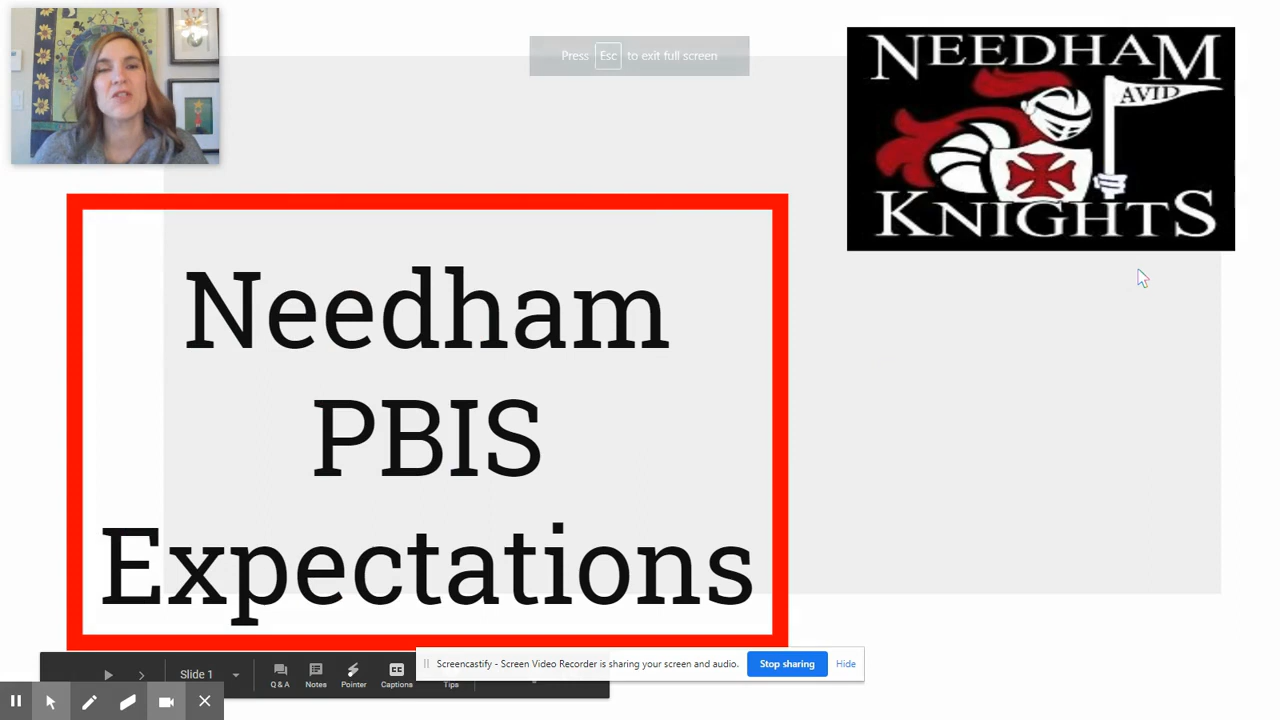 Press Esc to exit full screen
NEEDHAM
AVID
KNIGHTS
Needham
PBIS
Expectations
Screencastify - Screen Video Recorder is sharing your screen and audio.
Stop sharing
Hide
Slide 1
Q & A
Notes
Pointer
Captions
Tips